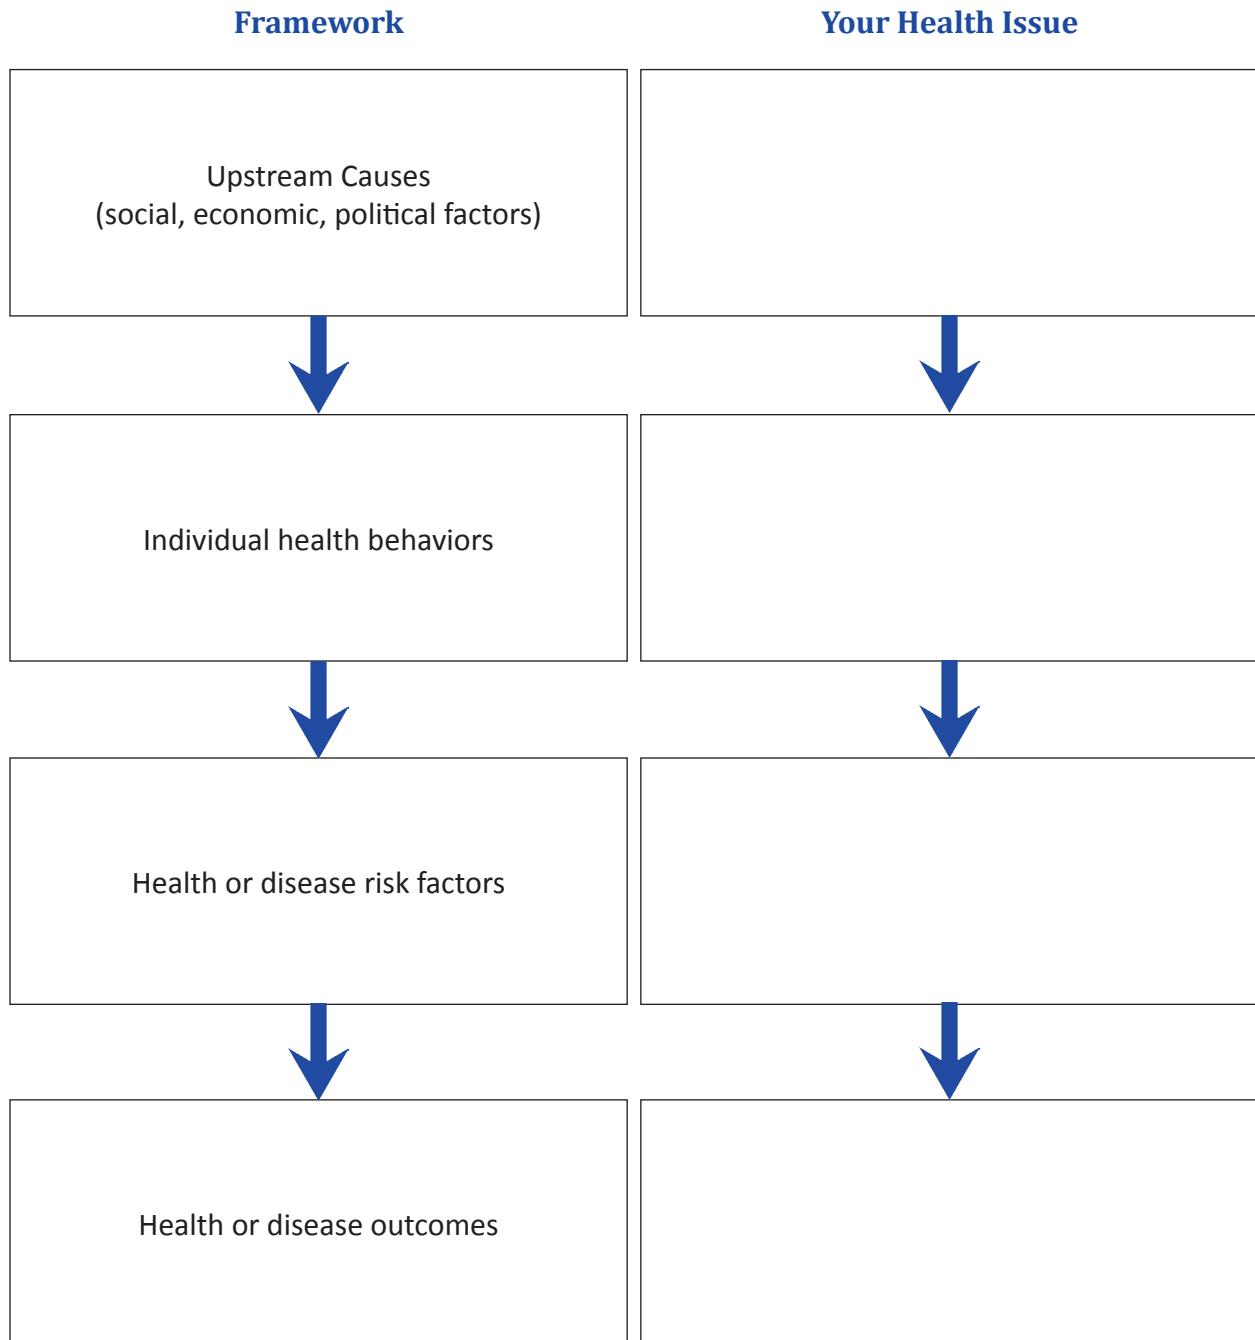 Framework
Your Health Issue
Upstream Causes
(social, economic, political factors)
Individual health behaviors
Health or disease risk factors
Health or disease outcomes